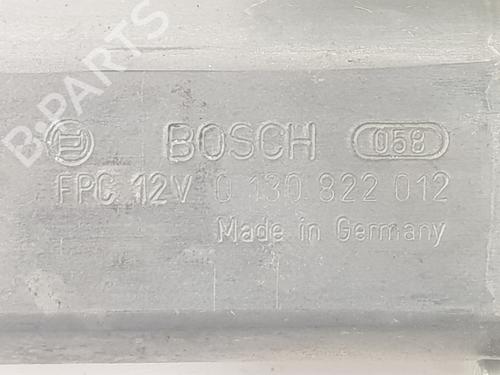 B-PARTS
BOSCH 058
FPC 12V 0 130 822 012
Made in Germany